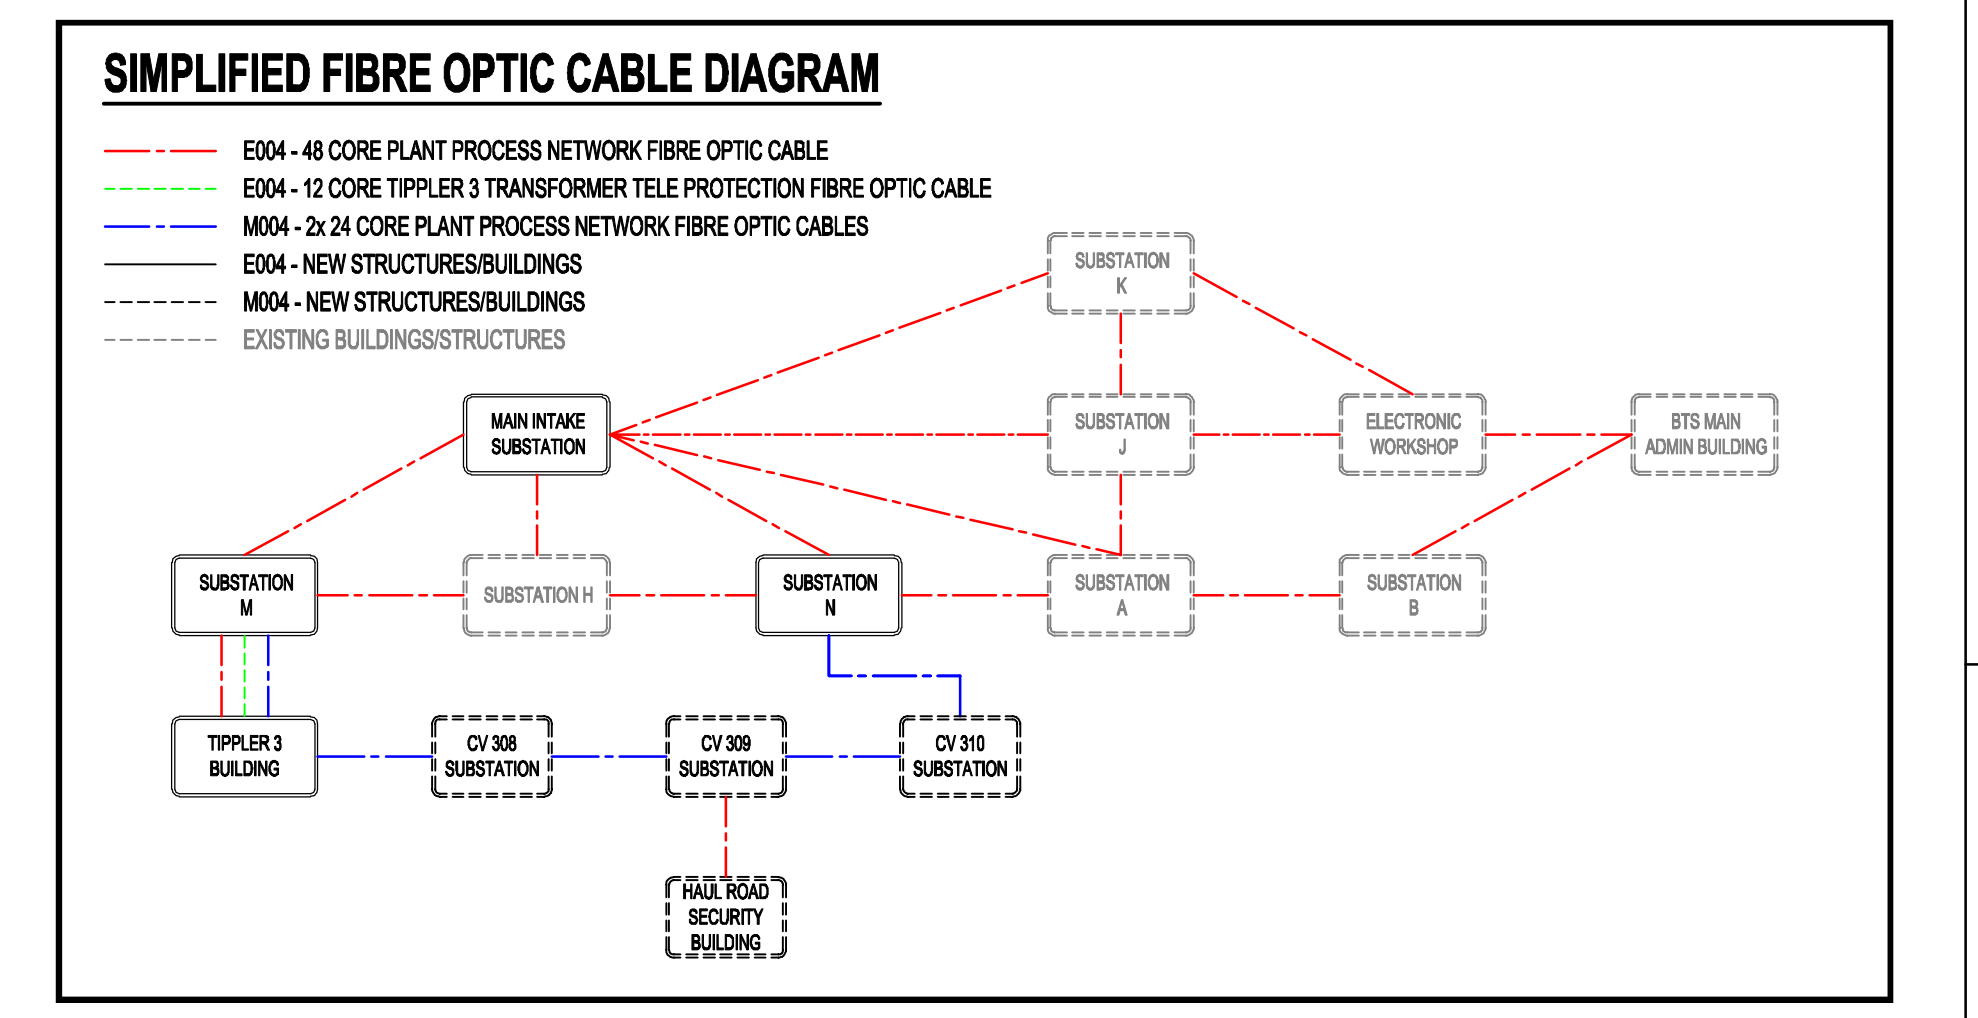 SIMPLIFIED FIBRE OPTIC CABLE DIAGRAM
E004 - 48 CORE PLANT PROCESS NETWORK FIBRE OPTIC CABLE
E004 - 12 CORE TIPPLER 3 TRANSFORMER TELE PROTECTION FIBRE OPTIC CABLE
M004 - 2x 24 CORE PLANT PROCESS NETWORK FIBRE OPTIC CABLES
E004 - NEW STRUCTURES/BUILDINGS
M004 - NEW STRUCTURES/BUILDINGS
EXISTING BUILDINGS/STRUCTURES
SUBSTATION
K
MAIN INTAKE
SUBSTATION
SUBSTATION
J
ELECTRONIC
WORKSHOP
BTS MAIN
ADMIN BUILDING
SUBSTATION
M
SUBSTATION H
SUBSTATION
N
SUBSTATION
A
SUBSTATION
B
TIPPLER 3
BUILDING
CV 308
SUBSTATION
CV 309
SUBSTATION
CV 310
SUBSTATION
HAUL ROAD
SECURITY
BUILDING